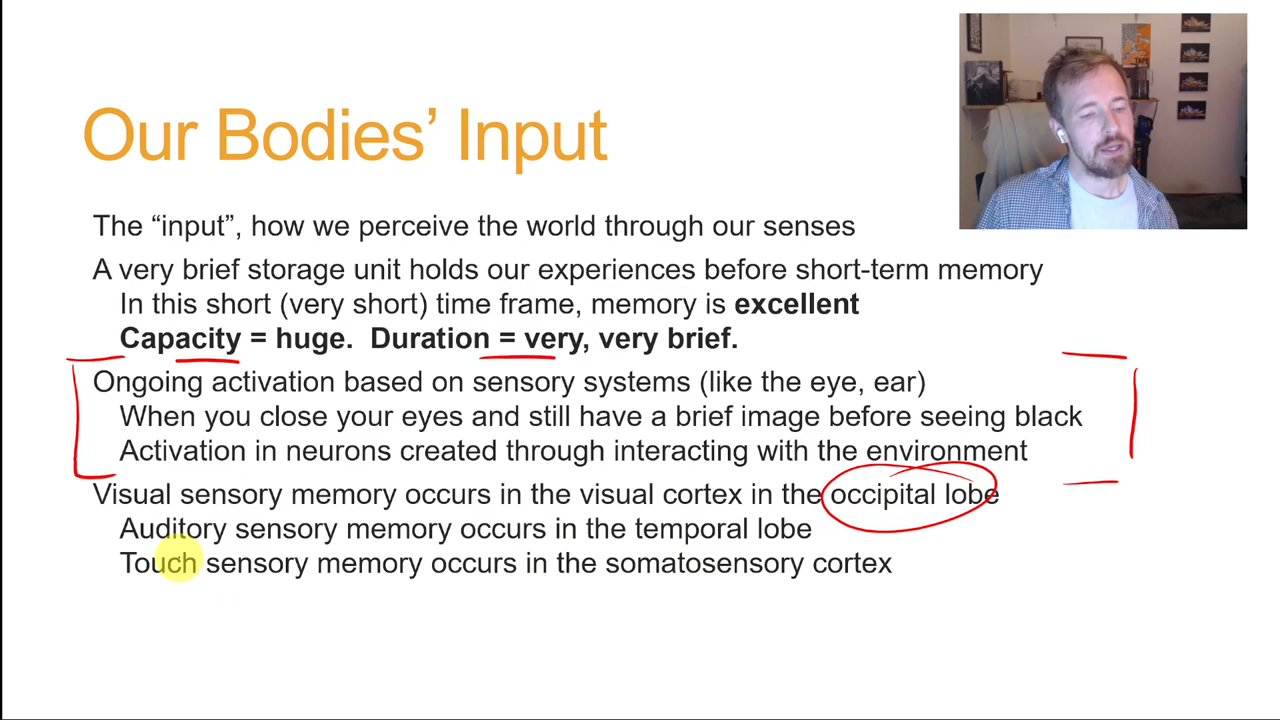 Our Bodies’ Input
The “input”, how we perceive the world through our senses
A very brief storage unit holds our experiences before short-term memory
In this short (very short) time frame, memory is excellent
Capacity = huge.  Duration = very, very brief.
Ongoing activation based on sensory systems (like the eye, ear)
When you close your eyes and still have a brief image before seeing black
Activation in neurons created through interacting with the environment
Visual sensory memory occurs in the visual cortex in the occipital lobe
Auditory sensory memory occurs in the temporal lobe
Touch sensory memory occurs in the somatosensory cortex